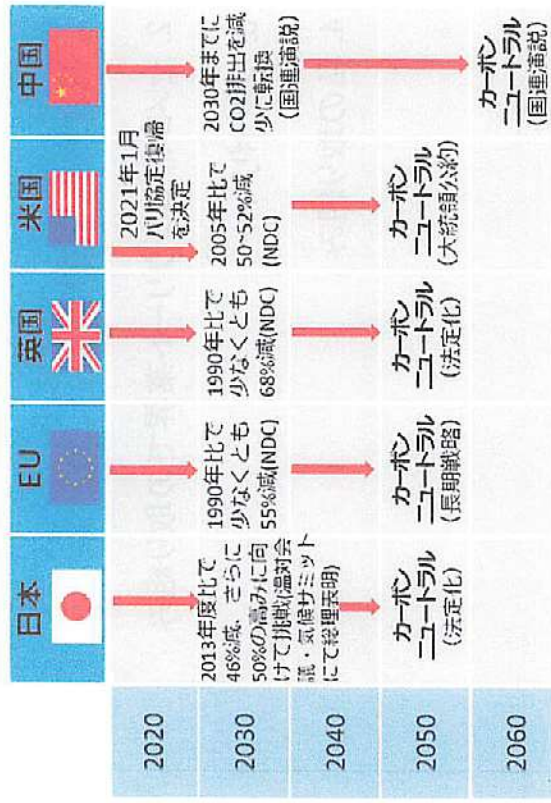 日本
EU
英国
米国
中国
2020
2021年1月
パリ協定復帰
を決定
2030
2013年度比で
46%減、さらに
50%の高みに向
けて挑戦(温対会
議・気候サミット
にて総理表明)
1990年比で
少なくとも
55%減(NDC)
1990年比で
少なくとも
68%減(NDC)
2005年比で
50~52%減
(NDC)
2030年までに
CO2排出を減
少に転換
(国連演説)
2040
2050
カーボン
ニュートラル
(法定化)
カーボン
ニュートラル
(長期戦略)
カーボン
ニュートラル
(法定化)
カーボン
ニュートラル
(大統領公約)
2060
カーボン
ニュートラル
(国連演説)